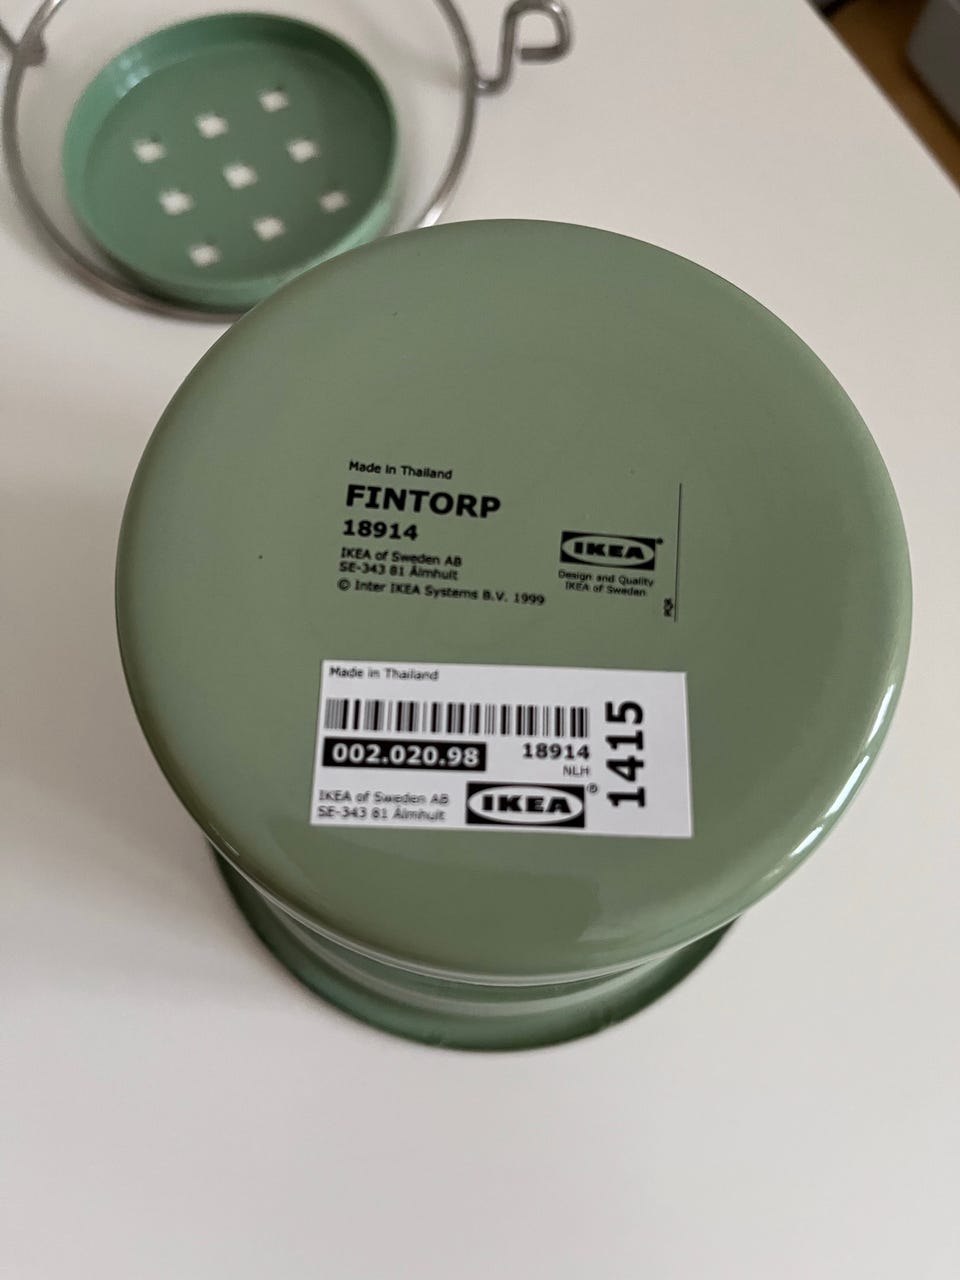 Made in Thailand
FINTORP
18914
IKEA of Sweden AB
SE-343 81 Älmhult
© Inter IKEA Systems B.V. 1999
IKEA®
Design and Quality
IKEA of Sweden
Made in Thailand
002.020.98
18914
NLH
1415
IKEA of Sweden AB
SE-343 81 Älmhult
IKEA®